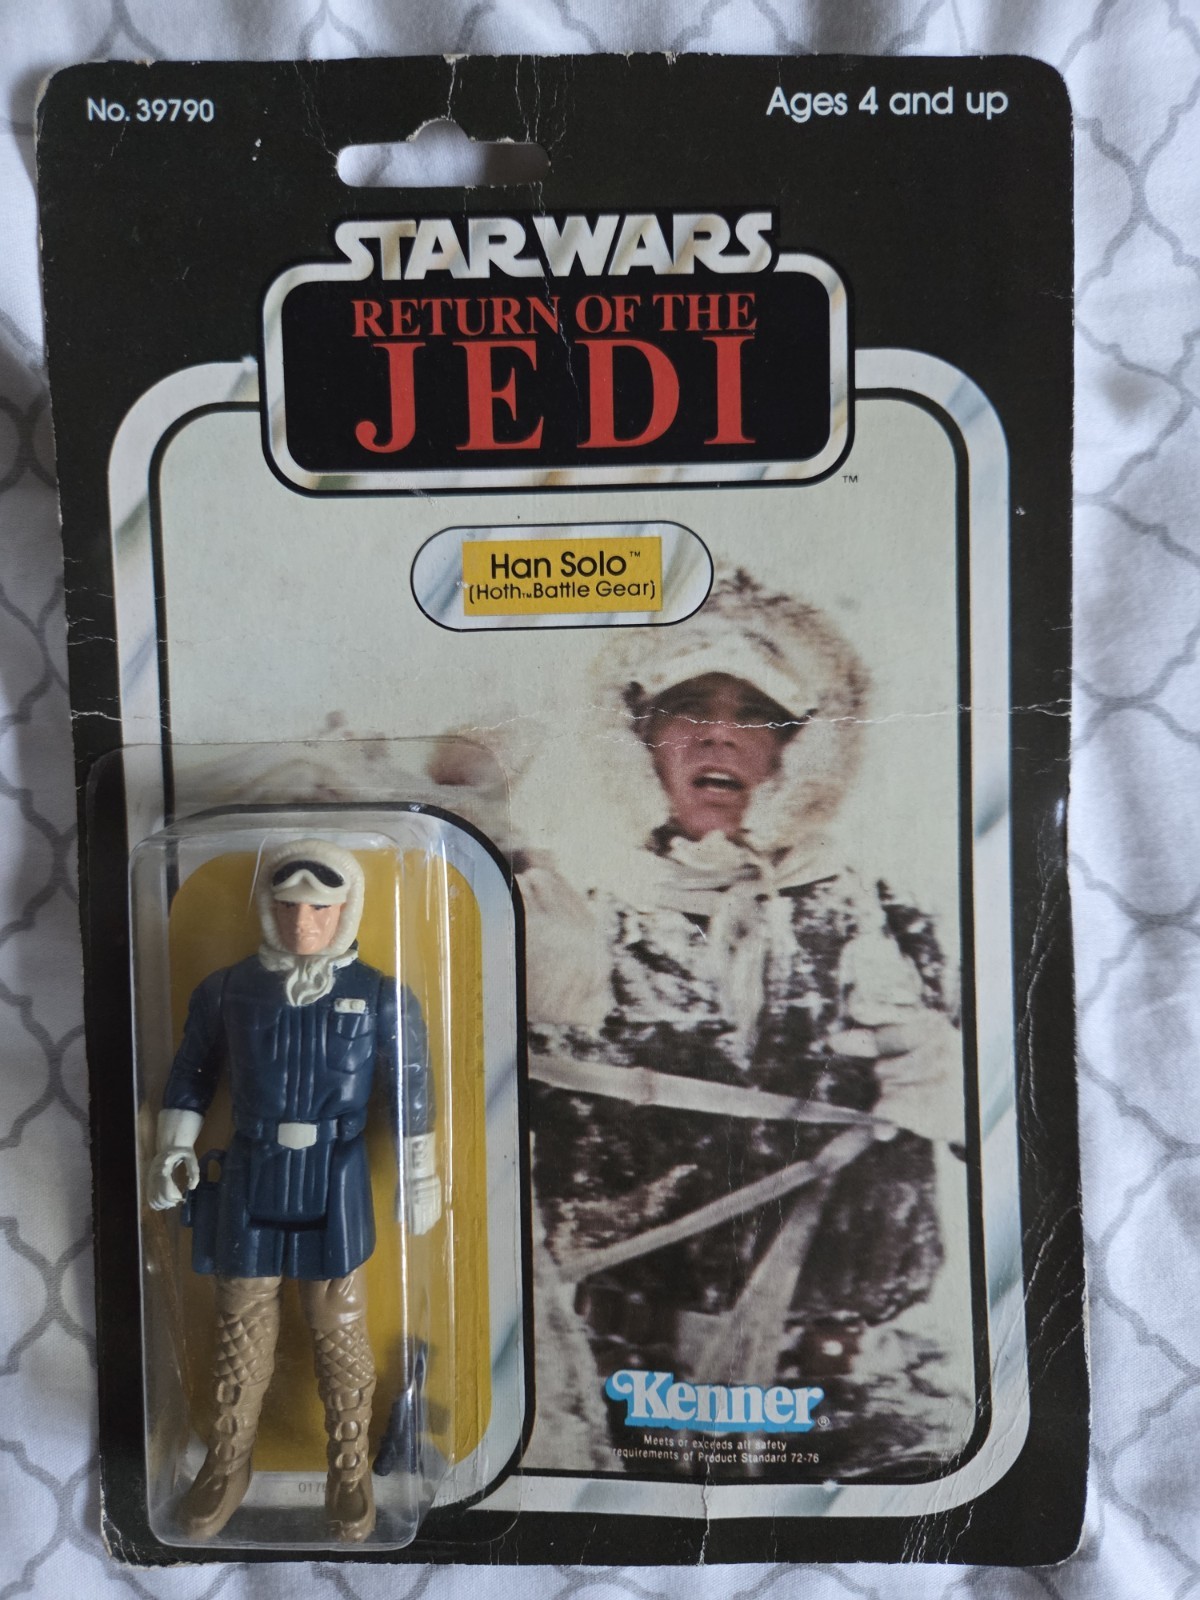 No. 39790
Ages 4 and up
STAR WARS
RETURN OF THE
JEDI
TM
Han Solo™
(Hoth™ Battle Gear)
Kenner®
Meets or exceeds all safety
requirements of Product Standard 72-76